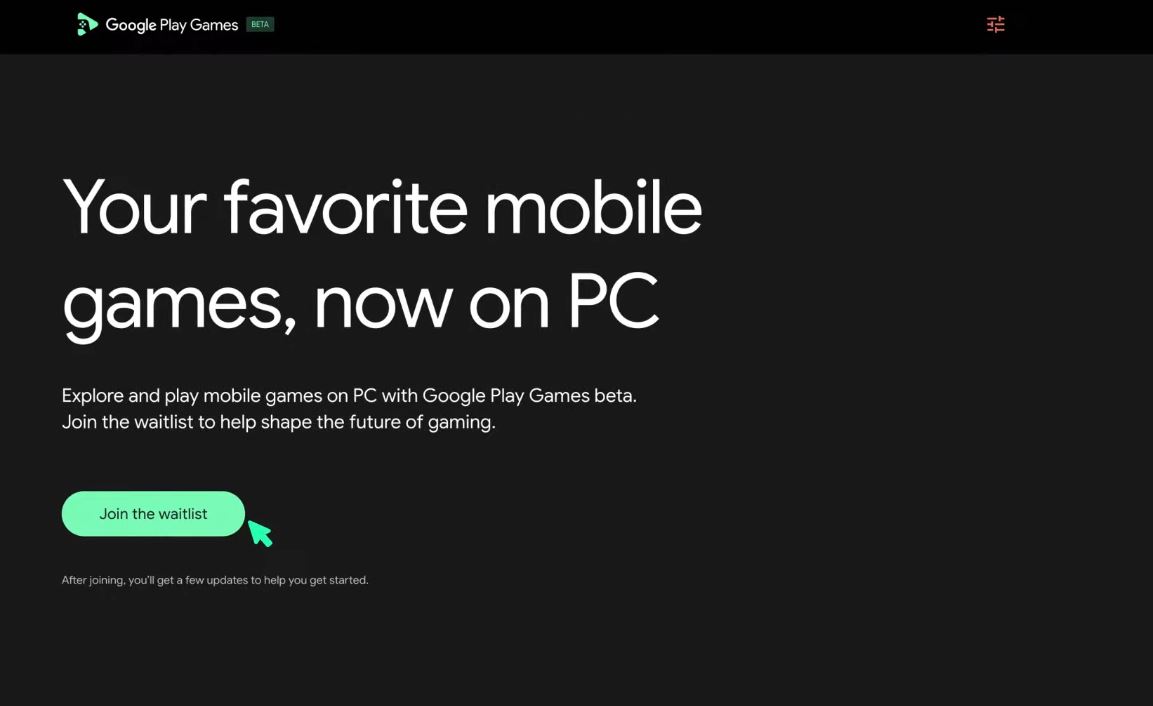 Google Play Games BETA
Your favorite mobile
games, now on PC
Explore and play mobile games on PC with Google Play Games beta.
Join the waitlist to help shape the future of gaming.
Join the waitlist
After joining, you'll get a few updates to help you get started.